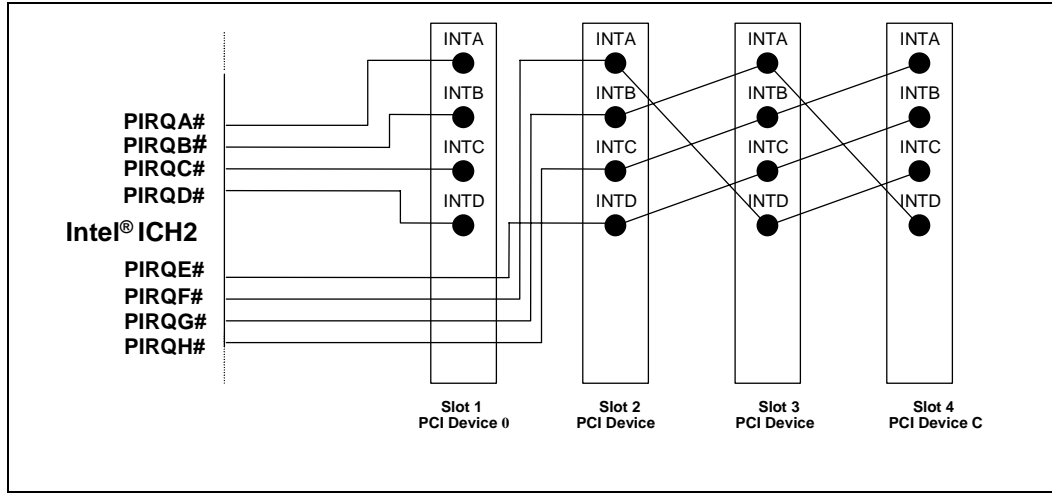 INTA
INTB
INTC
INTD
INTA
INTB
INTC
INTD
INTA
INTB
INTC
INTD
INTA
INTB
INTC
INTD
PIRQA#
PIRQB#
PIRQC#
PIRQD#
Intel® ICH2
PIRQE#
PIRQF#
PIRQG#
PIRQH#
Slot 1
PCI Device 0
Slot 2
PCI Device
Slot 3
PCI Device
Slot 4
PCI Device C